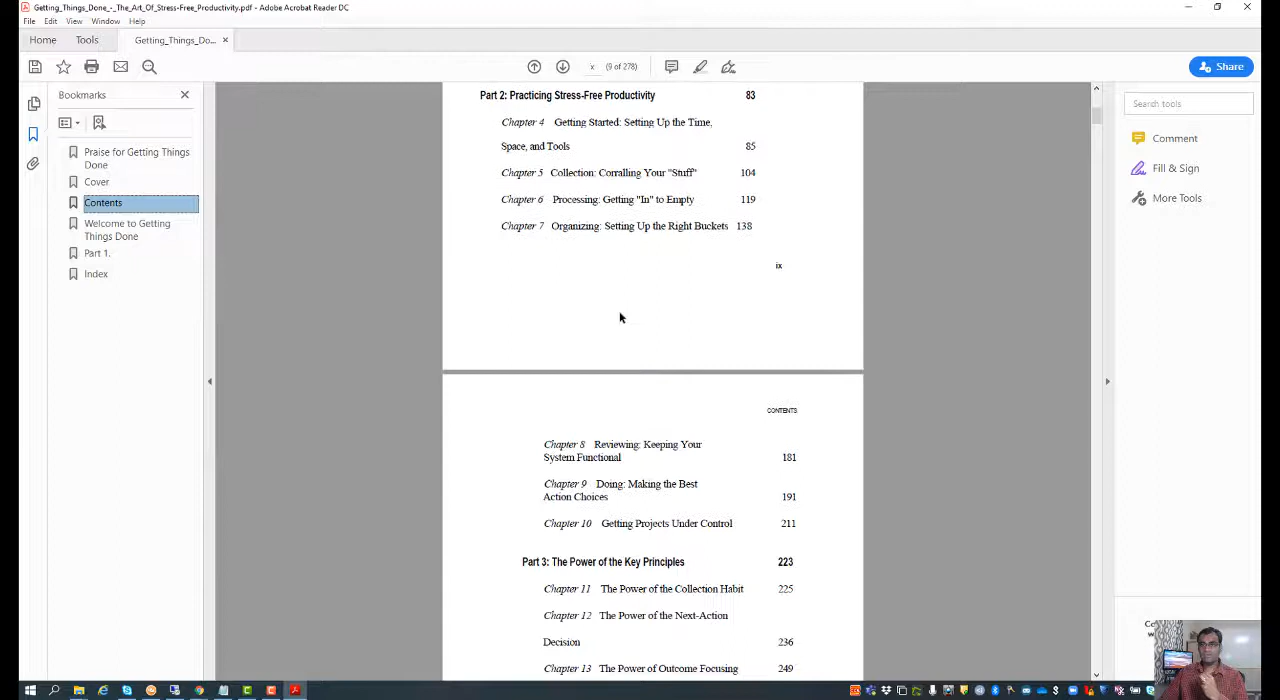 Getting_Things_Done_-_The_Art_Of_Stress-Free_Productivity.pdf - Adobe Acrobat Reader DC
File Edit View Window Help
Home Tools Getting_Things_Do... ×
x (9 of 278)
Share
Bookmarks
Praise for Getting Things
Done
Cover
Contents
Welcome to Getting
Things Done
Part 1.
Index
Part 2: Practicing Stress-Free Productivity 83
Chapter 4 Getting Started: Setting Up the Time,
Space, and Tools 85
Chapter 5 Collection: Corralling Your "Stuff" 104
Chapter 6 Processing: Getting "In" to Empty 119
Chapter 7 Organizing: Setting Up the Right Buckets 138
ix
CONTENTS
Chapter 8 Reviewing: Keeping Your
System Functional 181
Chapter 9 Doing: Making the Best
Action Choices 191
Chapter 10 Getting Projects Under Control 211
Part 3: The Power of the Key Principles 223
Chapter 11 The Power of the Collection Habit 225
Chapter 12 The Power of the Next-Action
Decision 236
Chapter 13 The Power of Outcome Focusing 249
Search tools
Comment
Fill & Sign
More Tools